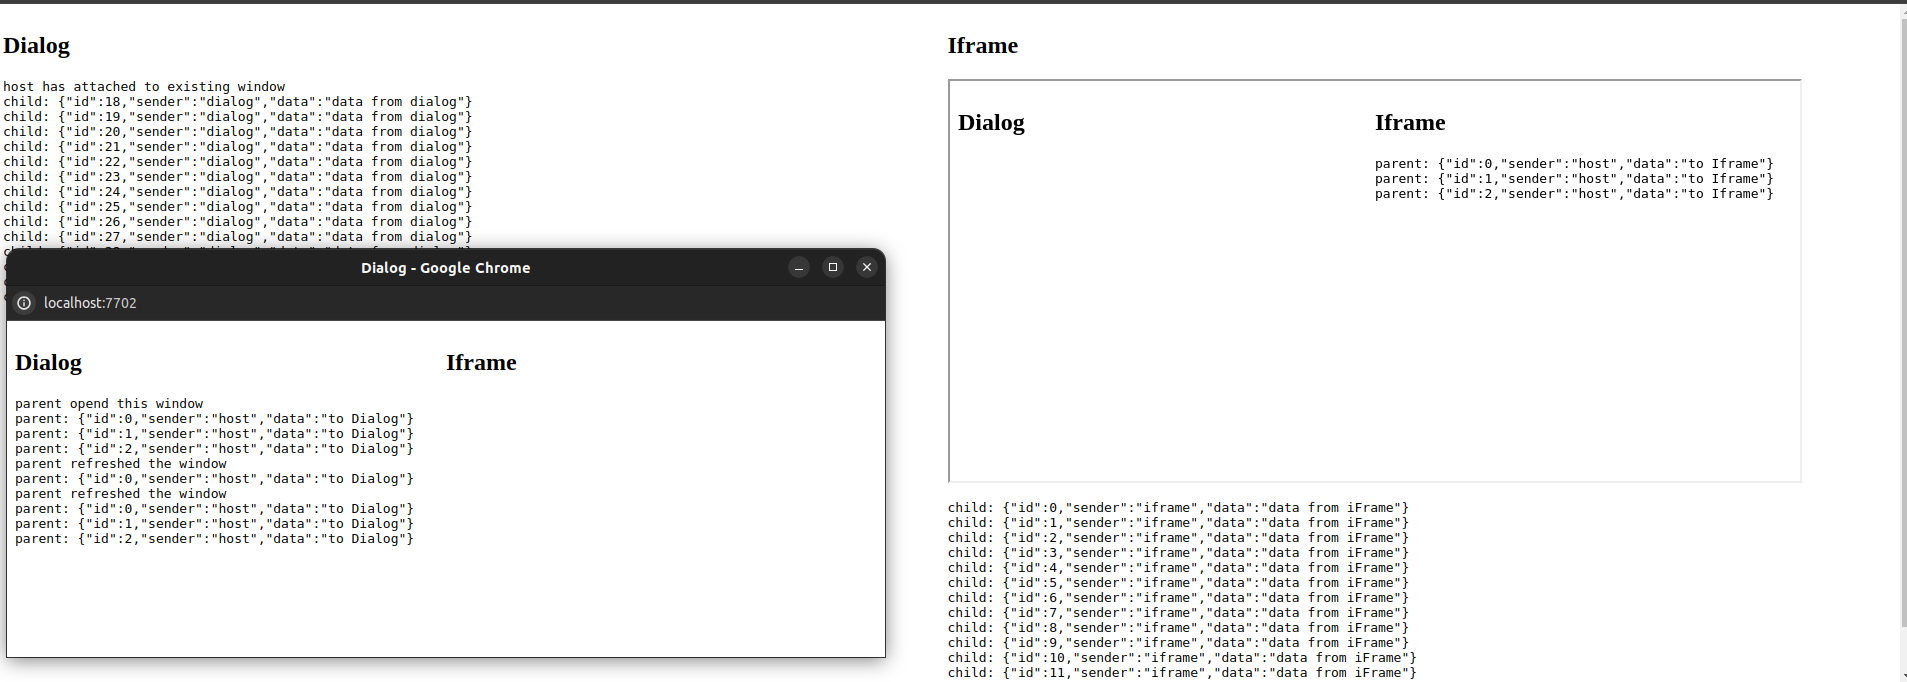 Dialog
host has attached to existing window
child: {"id":18,"sender":"dialog","data":"data from dialog"}
child: {"id":19,"sender":"dialog","data":"data from dialog"}
child: {"id":20,"sender":"dialog","data":"data from dialog"}
child: {"id":21,"sender":"dialog","data":"data from dialog"}
child: {"id":22,"sender":"dialog","data":"data from dialog"}
child: {"id":23,"sender":"dialog","data":"data from dialog"}
child: {"id":24,"sender":"dialog","data":"data from dialog"}
child: {"id":25,"sender":"dialog","data":"data from dialog"}
child: {"id":26,"sender":"dialog","data":"data from dialog"}
child: {"id":27,"sender":"dialog","data":"data from dialog"}
Dialog - Google Chrome
localhost:7702
Dialog
parent opend this window
parent: {"id":0,"sender":"host","data":"to Dialog"}
parent: {"id":1,"sender":"host","data":"to Dialog"}
parent: {"id":2,"sender":"host","data":"to Dialog"}
parent refreshed the window
parent: {"id":0,"sender":"host","data":"to Dialog"}
parent refreshed the window
parent: {"id":0,"sender":"host","data":"to Dialog"}
parent: {"id":1,"sender":"host","data":"to Dialog"}
parent: {"id":2,"sender":"host","data":"to Dialog"}
Iframe
Iframe
Dialog
Iframe
parent: {"id":0,"sender":"host","data":"to Iframe"}
parent: {"id":1,"sender":"host","data":"to Iframe"}
parent: {"id":2,"sender":"host","data":"to Iframe"}
child: {"id":0,"sender":"iframe","data":"data from iFrame"}
child: {"id":1,"sender":"iframe","data":"data from iFrame"}
child: {"id":2,"sender":"iframe","data":"data from iFrame"}
child: {"id":3,"sender":"iframe","data":"data from iFrame"}
child: {"id":4,"sender":"iframe","data":"data from iFrame"}
child: {"id":5,"sender":"iframe","data":"data from iFrame"}
child: {"id":6,"sender":"iframe","data":"data from iFrame"}
child: {"id":7,"sender":"iframe","data":"data from iFrame"}
child: {"id":8,"sender":"iframe","data":"data from iFrame"}
child: {"id":9,"sender":"iframe","data":"data from iFrame"}
child: {"id":10,"sender":"iframe","data":"data from iFrame"}
child: {"id":11,"sender":"iframe","data":"data from iFrame"}